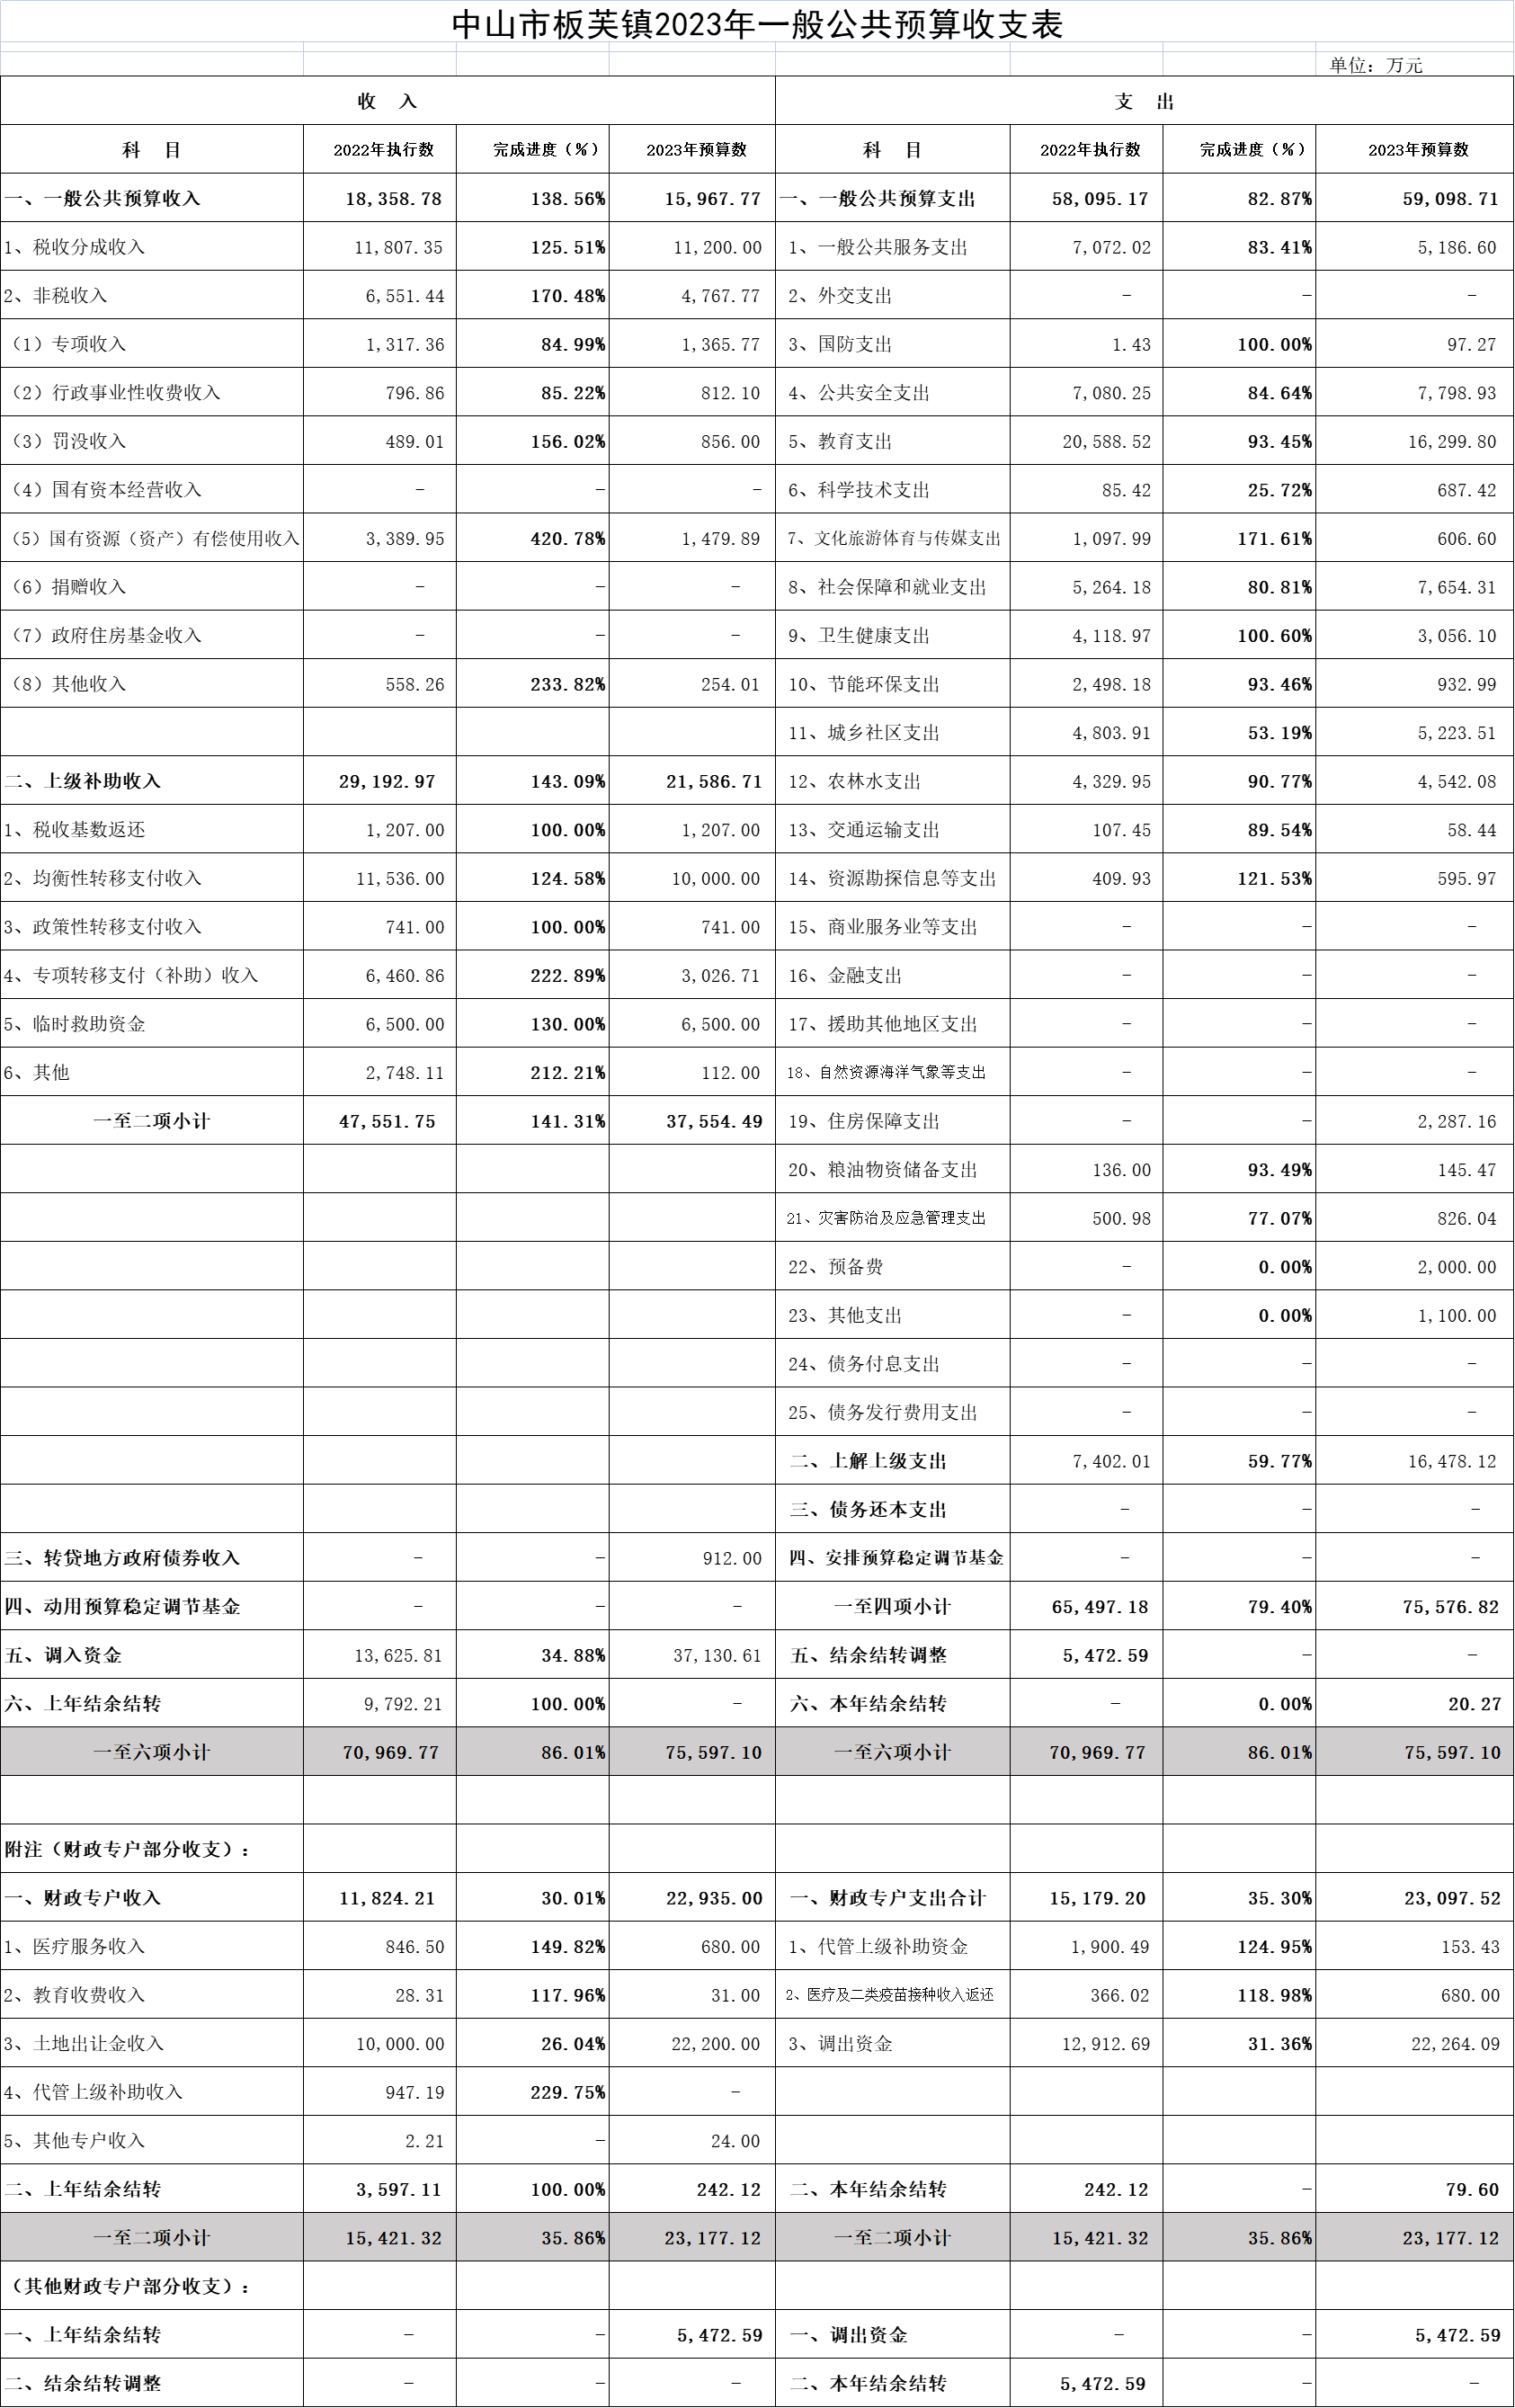 中山市板芙镇2023年一般公共预算收支表
单位：万元
收 入 支 出
科 目 2022年执行数 完成进度（%） 2023年预算数 科 目 2022年执行数 完成进度（%） 2023年预算数
一、一般公共预算收入 18,358.78 138.56% 15,967.77 一、一般公共预算支出 58,095.17 82.87% 59,098.71
1、税收分成收入 11,807.35 125.51% 11,200.00 1、一般公共服务支出 7,072.02 83.41% 5,186.60
2、非税收入 6,551.44 170.48% 4,767.77 2、外交支出 - - -
（1）专项收入 1,317.36 84.99% 1,365.77 3、国防支出 1.43 100.00% 97.27
（2）行政事业性收费收入 796.86 85.22% 812.10 4、公共安全支出 7,080.25 84.64% 7,798.93
（3）罚没收入 489.01 156.02% 856.00 5、教育支出 20,588.52 93.45% 16,299.80
（4）国有资本经营收入 - - - 6、科学技术支出 85.42 25.72% 687.42
（5）国有资源（资产）有偿使用收入 3,389.95 420.78% 1,479.89 7、文化旅游体育与传媒支出 1,097.99 171.61% 606.60
（6）捐赠收入 - - - 8、社会保障和就业支出 5,264.18 80.81% 7,654.31
（7）政府住房基金收入 - - - 9、卫生健康支出 4,118.97 100.60% 3,056.10
（8）其他收入 558.26 233.82% 254.01 10、节能环保支出 2,498.18 93.46% 932.99
11、城乡社区支出 4,803.91 53.19% 5,223.51
二、上级补助收入 29,192.97 143.09% 21,586.71 12、农林水支出 4,329.95 90.77% 4,542.08
1、税收基数返还 1,207.00 100.00% 1,207.00 13、交通运输支出 107.45 89.54% 58.44
2、均衡性转移支付收入 11,536.00 124.58% 10,000.00 14、资源勘探信息等支出 409.93 121.53% 595.97
3、政策性转移支付收入 741.00 100.00% 741.00 15、商业服务业等支出 - - -
4、专项转移支付（补助）收入 6,460.86 222.89% 3,026.71 16、金融支出 - - -
5、临时救助资金 6,500.00 130.00% 6,500.00 17、援助其他地区支出 - - -
6、其他 2,748.11 212.21% 112.00 18、自然资源海洋气象等支出 - - -
一至二项小计 47,551.75 141.31% 37,554.49 19、住房保障支出 - - 2,287.16
20、粮油物资储备支出 136.00 93.49% 145.47
21、灾害防治及应急管理支出 500.98 77.07% 826.04
22、预备费 - 0.00% 2,000.00
23、其他支出 - 0.00% 1,100.00
24、债务付息支出 - - -
25、债务发行费用支出 - - -
二、上解上级支出 7,402.01 59.77% 16,478.12
三、债务还本支出 - - -
三、转贷地方政府债券收入 - - 912.00 四、安排预算稳定调节基金 - - -
四、动用预算稳定调节基金 - - - 一至四项小计 65,497.18 79.40% 75,576.82
五、调入资金 13,625.81 34.88% 37,130.61 五、结余结转调整 5,472.59 - -
六、上年结余结转 9,792.21 100.00% - 六、本年结余结转 - 0.00% 20.27
一至六项小计 70,969.77 86.01% 75,597.10 一至六项小计 70,969.77 86.01% 75,597.10
附注（财政专户部分收支）：
一、财政专户收入 11,824.21 30.01% 22,935.00 一、财政专户支出合计 15,179.20 35.30% 23,097.52
1、医疗服务收入 846.50 149.82% 680.00 1、代管上级补助资金 1,900.49 124.95% 153.43
2、教育收费收入 28.31 117.96% 31.00 2、医疗及二类疫苗接种收入返还 366.02 118.98% 680.00
3、土地出让金收入 10,000.00 26.04% 22,200.00 3、调出资金 12,912.69 31.36% 22,264.09
4、代管上级补助收入 947.19 229.75% -
5、其他专户收入 2.21 - 24.00
二、上年结余结转 3,597.11 100.00% 242.12 二、本年结余结转 242.12 - 79.60
一至二项小计 15,421.32 35.86% 23,177.12 一至二项小计 15,421.32 35.86% 23,177.12
（其他财政专户部分收支）：
一、上年结余结转 - - 5,472.59 一、调出资金 - - 5,472.59
二、结余结转调整 - - - 二、本年结余结转 5,472.59 - -